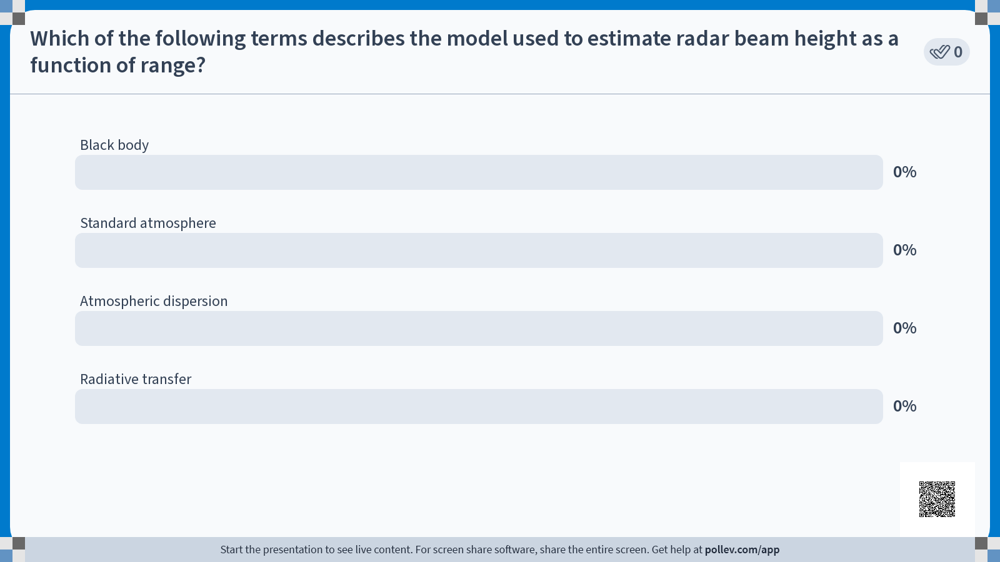 Which of the following terms describes the model used to estimate radar beam height as a
function of range?
0
Black body
0%
Standard atmosphere
0%
Atmospheric dispersion
0%
Radiative transfer
0%
Start the presentation to see live content. For screen share software, share the entire screen. Get help at pollev.com/app